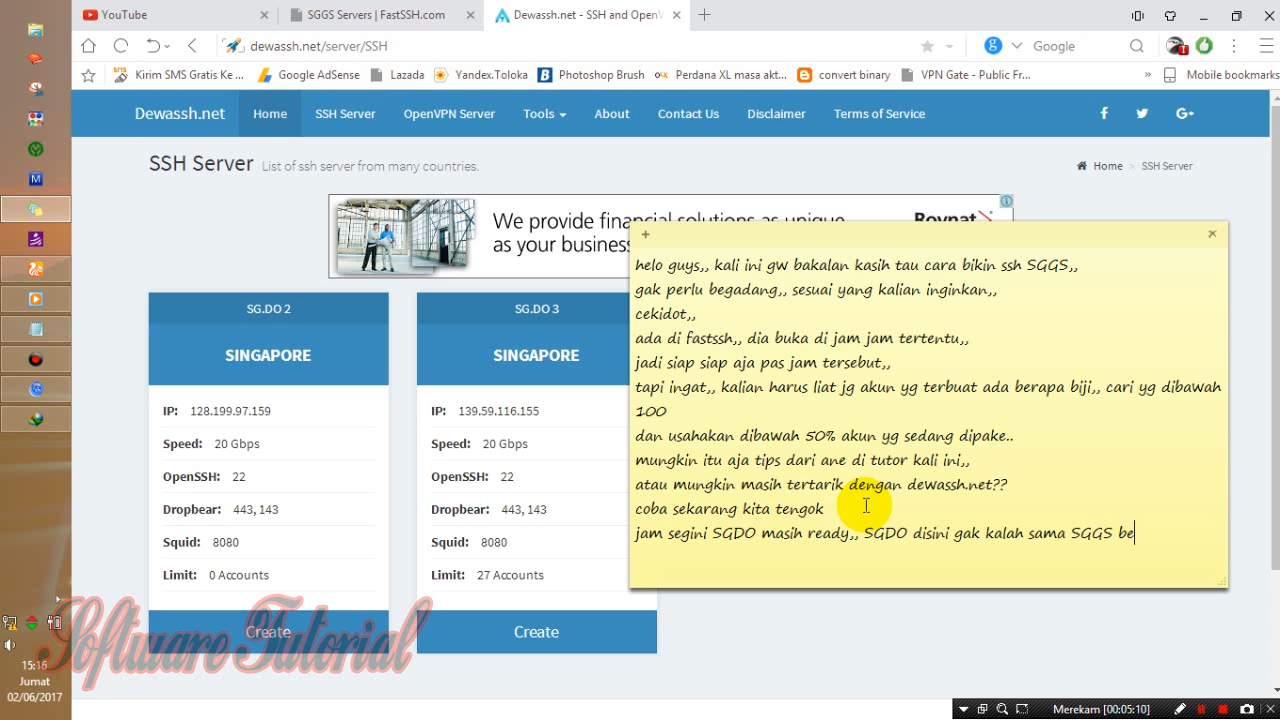 YouTube
SGGS Servers | FastSSH.com
Dewassh.net - SSH and OpenV
dewassh.net/server/SSH
Google
Kirim SMS Gratis Ke ...
Google AdSense
Lazada
Yandex.Toloka
Photoshop Brush
Perdana XL masa akt...
convert binary
VPN Gate - Public Fr...
»
Mobile bookmarks
Dewassh.net
Home
SSH Server
OpenVPN Server
Tools
About
Contact Us
Disclaimer
Terms of Service
SSH Server List of ssh server from many countries.
Home > SSH Server
We provide financial solutions as unique
as your business
Roynat
SG.DO 2
SINGAPORE
IP: 128.199.97.159
Speed: 20 Gbps
OpenSSH: 22
Dropbear: 443, 143
Squid: 8080
Limit: 0 Accounts
Create
SG.DO 3
SINGAPORE
IP: 139.59.116.155
Speed: 20 Gbps
OpenSSH: 22
Dropbear: 443, 143
Squid: 8080
Limit: 27 Accounts
Create
helo guys,, kali ini gw bakalan kasih tau cara bikin ssh SGGS,,
gak perlu begadang,, sesuai yang kalian inginkan,,
cekidot,,
ada di fastssh,, dia buka di jam jam tertentu,,
jadi siap siap aja pas jam tersebut,,
tapi ingat,, kalian harus liat jg akun yg terbuat ada berapa biji,, cari yg dibawah
100
dan usahakan dibawah 50% akun yg sedang dipake..
mungkin itu aja tips dari ane di tutor kali ini,,
atau mungkin masih tertarik dengan dewassh.net??
coba sekarang kita tengok
jam segini SGDO masih ready,, SGDO disini gak kalah sama SGGS be
Software Tutorial
15:16
Jumat
02/06/2017
Merekam [00:05:10]